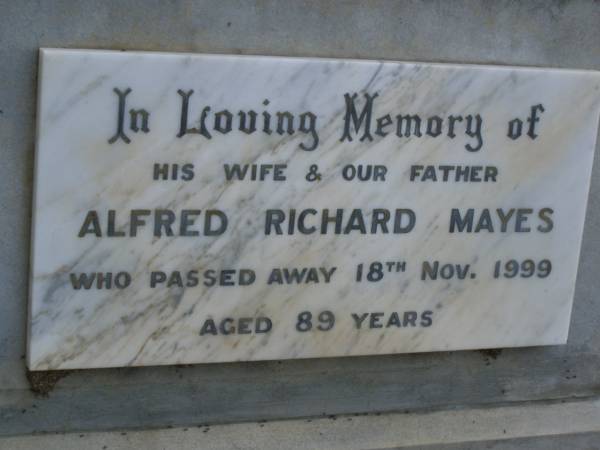 In Loving Memory of
HIS WIFE & OUR FATHER
ALFRED RICHARD MAYES
WHO PASSED AWAY 18TH NOV. 1999
AGED 89 YEARS